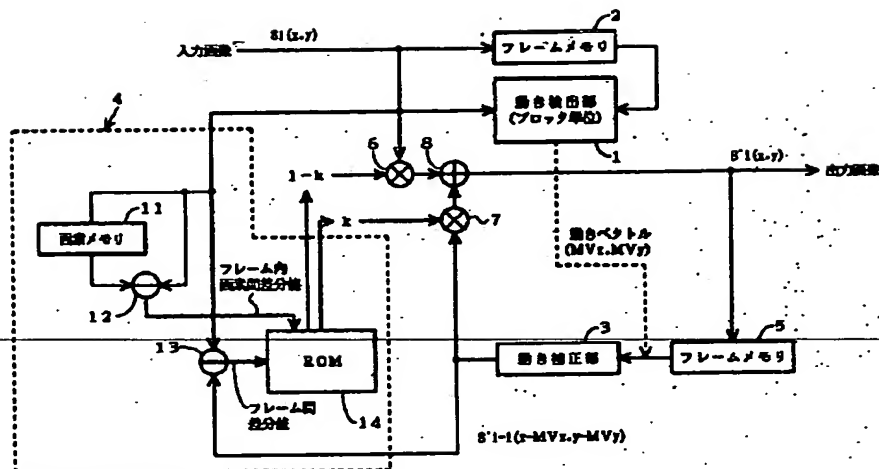 Si(x,y)
入力画像
2
フレームメモリ
4
動き検出部
(ブロック単位)
1
6
8
S'i(x,y)
出力画像
1-k
k
7
11
画素メモリ
動きベクトル
(MVx,MVy)
フレーム内
画素間差分値
12
13
ROM
14
フレーム間
差分値
3
動き補正部
5
フレームメモリ
S'i-1(x-MVx,y-MVy)